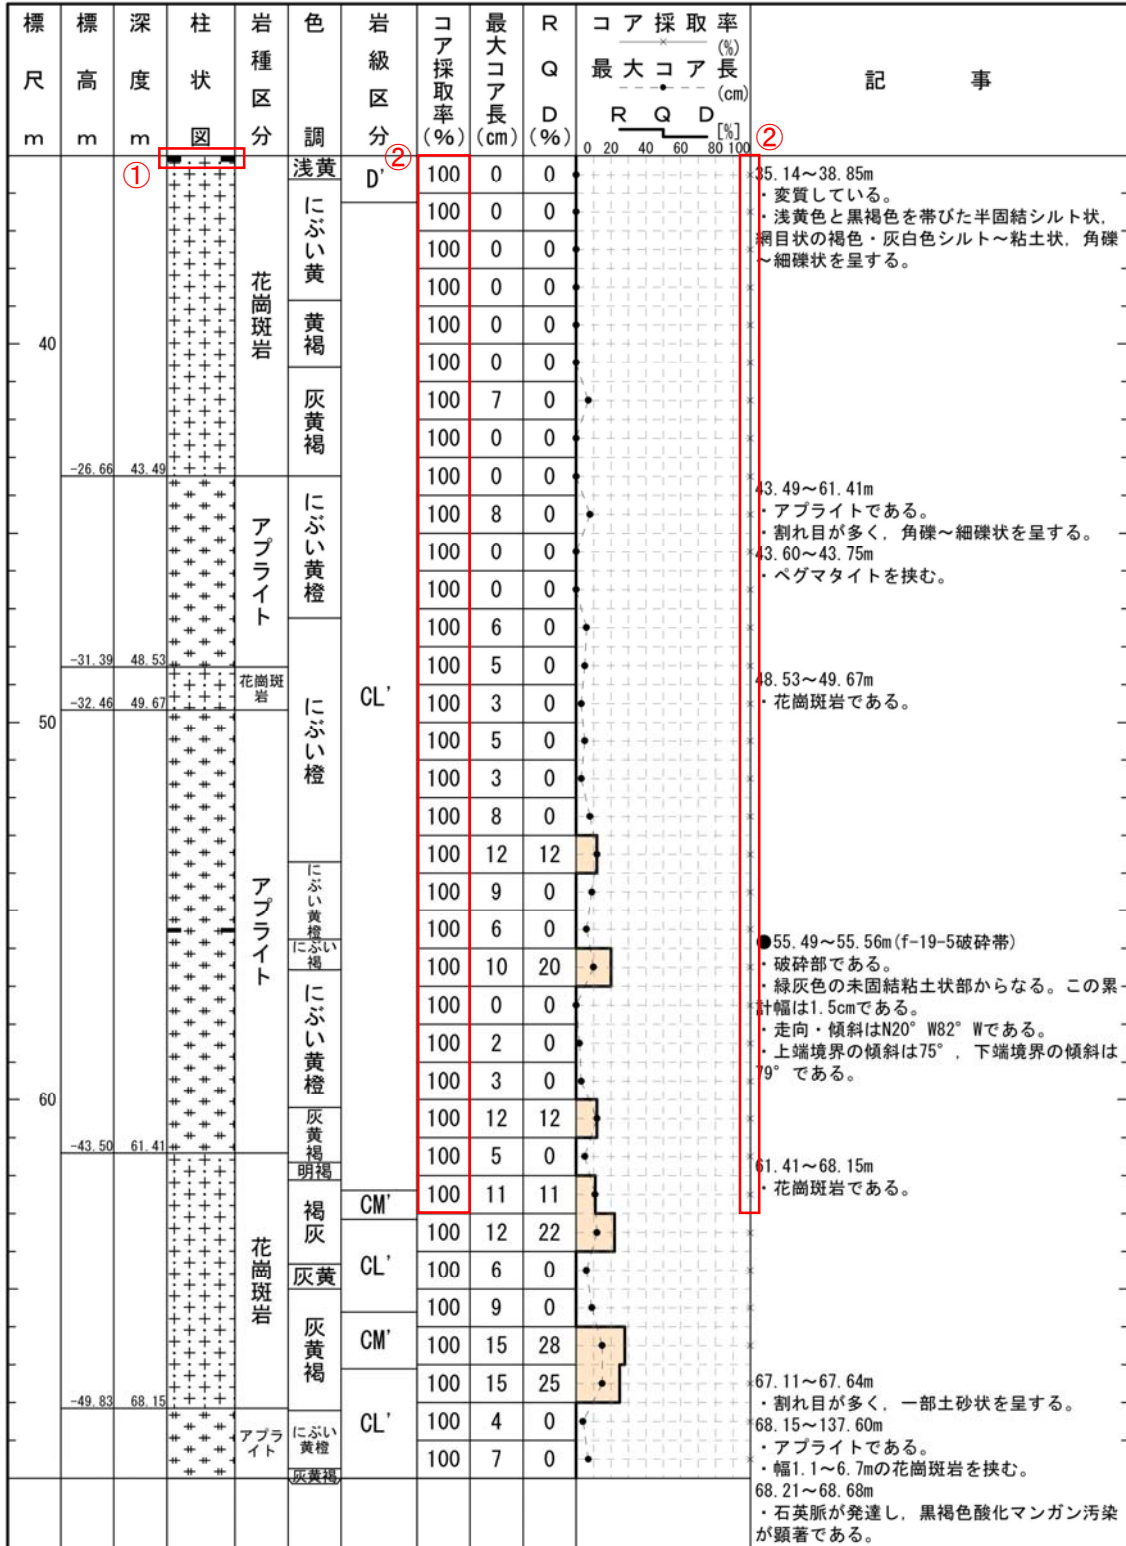 標尺m
標高m
深度m
柱状図
岩種区分
色調
岩級区分
コア採取率(%)
最大コア長(cm)
RQD(%)
コア採取率(%)
最大コア長(cm)
RQD[%]
0 20 40 60 80 100
記事
①
②
②
40
50
60
-26.66 43.49
-31.39 48.53
-32.46 49.67
-43.50 61.41
-49.83 68.15
花崗斑岩
アプライト
花崗斑岩
アプライト
花崗斑岩
アプライト
浅黄
にぶい黄
黄褐
灰黄褐
にぶい黄橙
にぶい橙
にぶい黄橙
にぶい褐
にぶい黄橙
灰黄褐
明褐
褐灰
灰黄
灰黄褐
にぶい黄橙
灰黄褐
D'
CL'
CM'
CL'
CM'
CL'
100 0 0
100 0 0
100 0 0
100 0 0
100 0 0
100 0 0
100 7 0
100 0 0
100 0 0
100 8 0
100 0 0
100 0 0
100 6 0
100 5 0
100 3 0
100 5 0
100 3 0
100 8 0
100 12 12
100 9 0
100 6 0
100 10 20
100 0 0
100 2 0
100 3 0
100 12 12
100 5 0
100 11 11
100 12 22
100 6 0
100 9 0
100 15 28
100 15 25
100 4 0
100 7 0
35.14～38.85m
・変質している。
・浅黄色と黒褐色を帯びた半固結シルト状，
網目状の褐色・灰白色シルト～粘土状，角礫
～細礫状を呈する。
43.49～61.41m
・アプライトである。
・割れ目が多く，角礫～細礫状を呈する。
43.60～43.75m
・ペグマタイトを挟む。
48.53～49.67m
・花崗斑岩である。
●55.49～55.56m(f-19-5破砕帯)
・破砕部である。
・緑灰色の未固結粘土状部からなる。この累
計幅は1.5cmである。
・走向・傾斜はN20°W82°Wである。
・上端境界の傾斜は75°，下端境界の傾斜は
79°である。
61.41～68.15m
・花崗斑岩である。
67.11～67.64m
・割れ目が多く，一部土砂状を呈する。
68.15～137.60m
・アプライトである。
・幅1.1～6.7mの花崗斑岩を挟む。
68.21～68.68m
・石英脈が発達し，黒褐色酸化マンガン汚染
が顕著である。